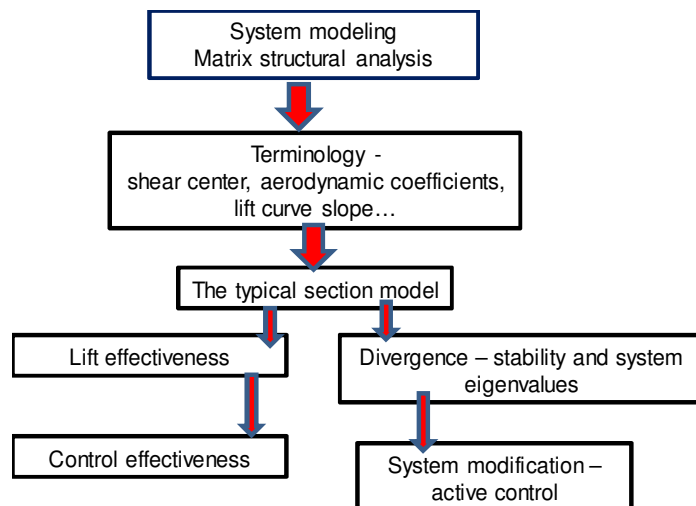 System modeling
Matrix structural analysis
Terminology -
shear center, aerodynamic coefficients,
lift curve slope…
The typical section model
Lift effectiveness
Divergence – stability and system
eigenvalues
Control effectiveness
System modification –
active control